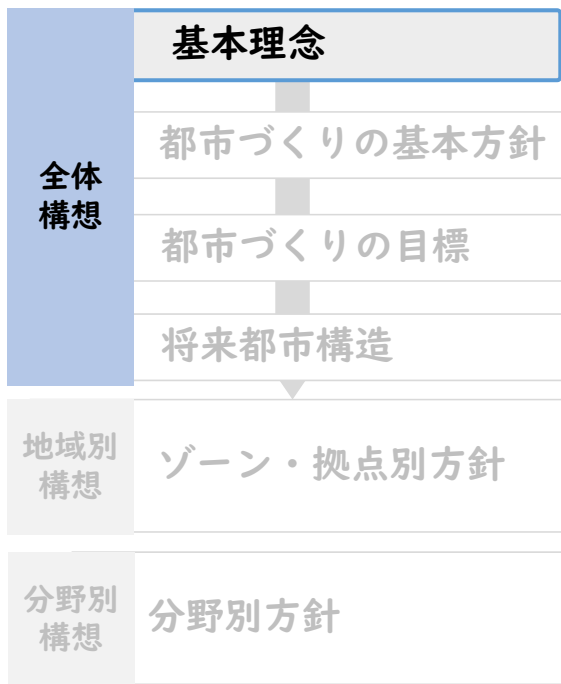 基本理念
都市づくりの基本方針
全体
構想
都市づくりの目標
将来都市構造
地域別
構想
ゾーン・拠点別方針
分野別
構想
分野別方針